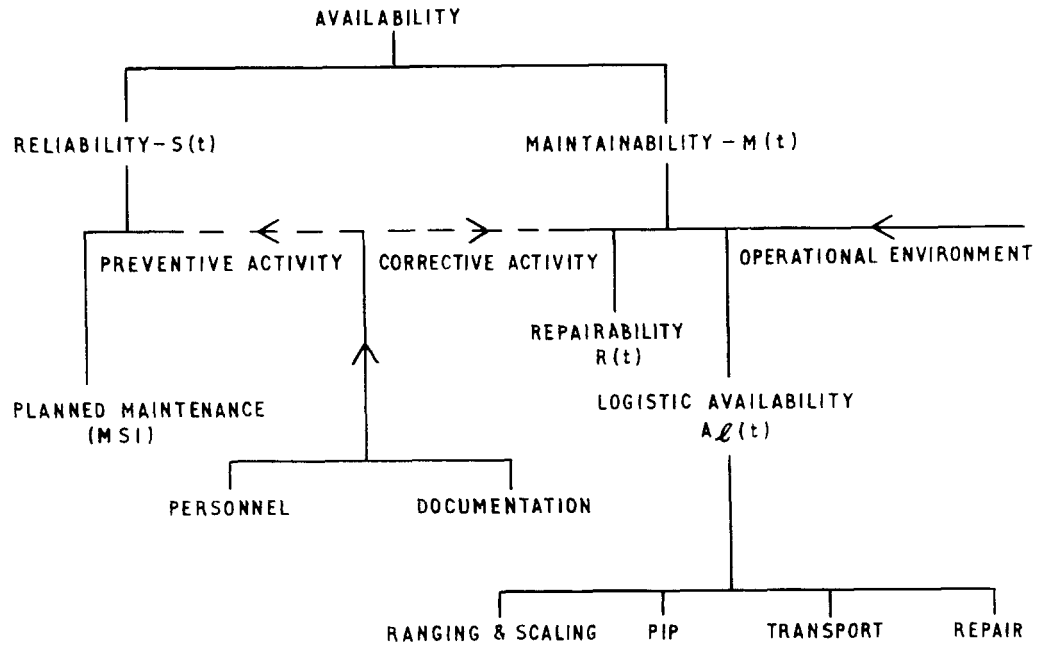 AVAILABILITY
RELIABILITY - S(t)
MAINTAINABILITY - M(t)
PREVENTIVE ACTIVITY
CORRECTIVE ACTIVITY
OPERATIONAL ENVIRONMENT
REPAIRABILITY
R(t)
LOGISTIC AVAILABILITY
Aℓ(t)
PLANNED MAINTENANCE
(MSI)
PERSONNEL
DOCUMENTATION
RANGING & SCALING
PIP
TRANSPORT
REPAIR